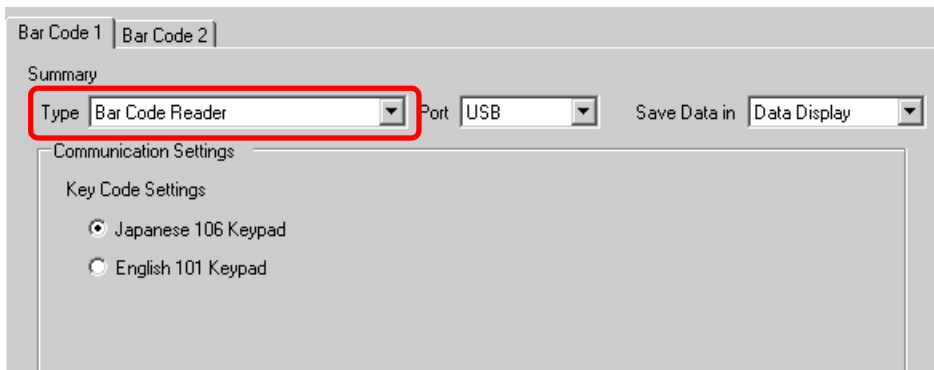 Bar Code 1 Bar Code 2
Summary
Type Bar Code Reader Port USB Save Data in Data Display
Communication Settings
Key Code Settings
Japanese 106 Keypad
English 101 Keypad